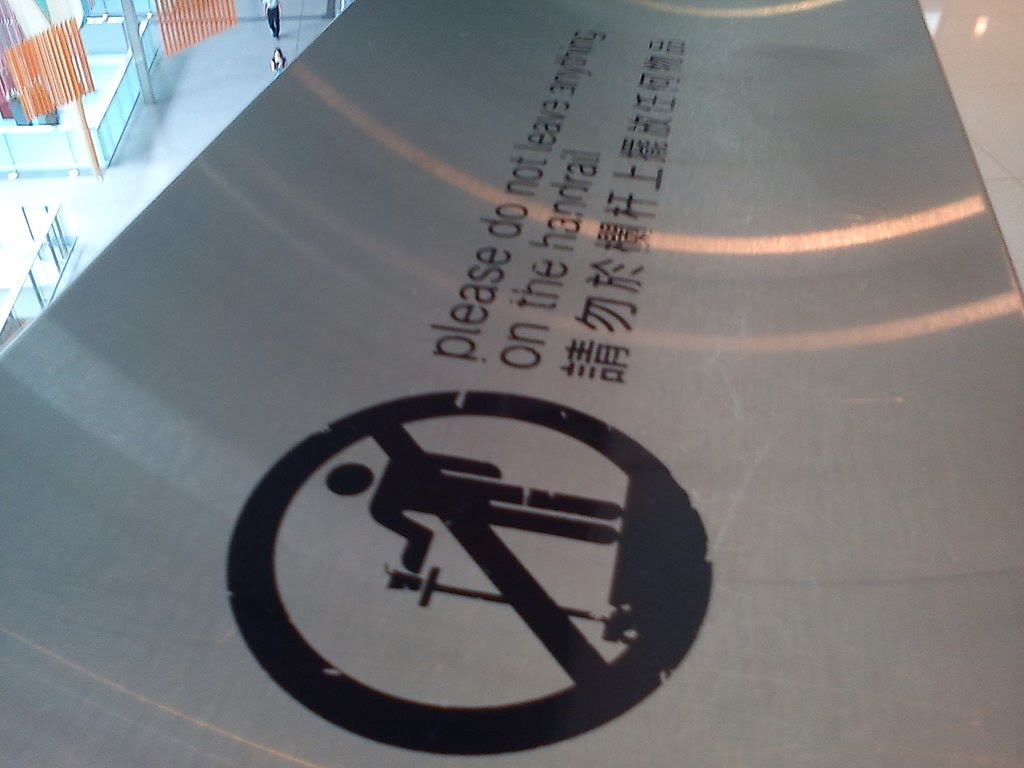 please do not leave anything
on the handrail
請勿於欄杆上擺放任何物品